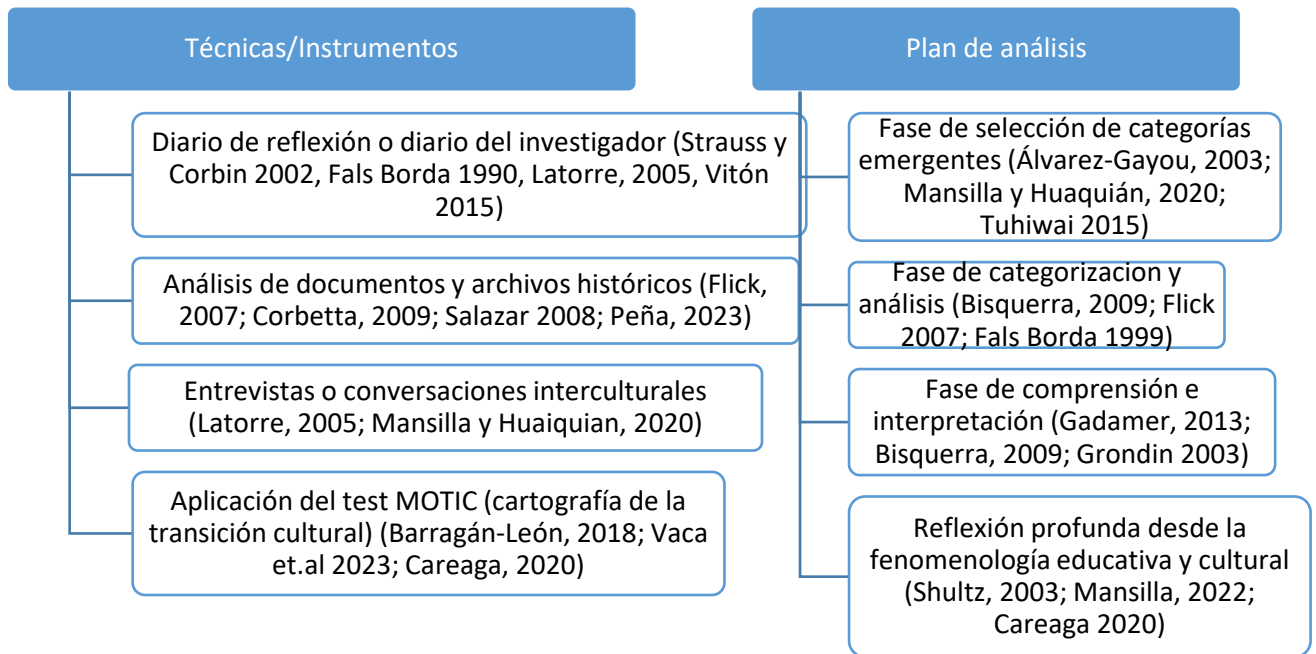 Técnicas/Instrumentos
Diario de reflexión o diario del investigador (Strauss y
Corbin 2002, Fals Borda 1990, Latorre, 2005, Vitón
2015)
Análisis de documentos y archivos históricos (Flick,
2007; Corbetta, 2009; Salazar 2008; Peña, 2023)
Entrevistas o conversaciones interculturales
(Latorre, 2005; Mansilla y Huaiquian, 2020)
Aplicación del test MOTIC (cartografía de la
transición cultural) (Barragán-León, 2018; Vaca
et.al 2023; Careaga, 2020)
Plan de análisis
Fase de selección de categorías
emergentes (Álvarez-Gayou, 2003;
Mansilla y Huaquián, 2020;
Tuhiwai 2015)
Fase de categorizacion y
análisis (Bisquerra, 2009; Flick
2007; Fals Borda 1999)
Fase de comprensión e
interpretación (Gadamer, 2013;
Bisquerra, 2009; Grondin 2003)
Reflexión profunda desde la
fenomenología educativa y cultural
(Shultz, 2003; Mansilla, 2022;
Careaga 2020)